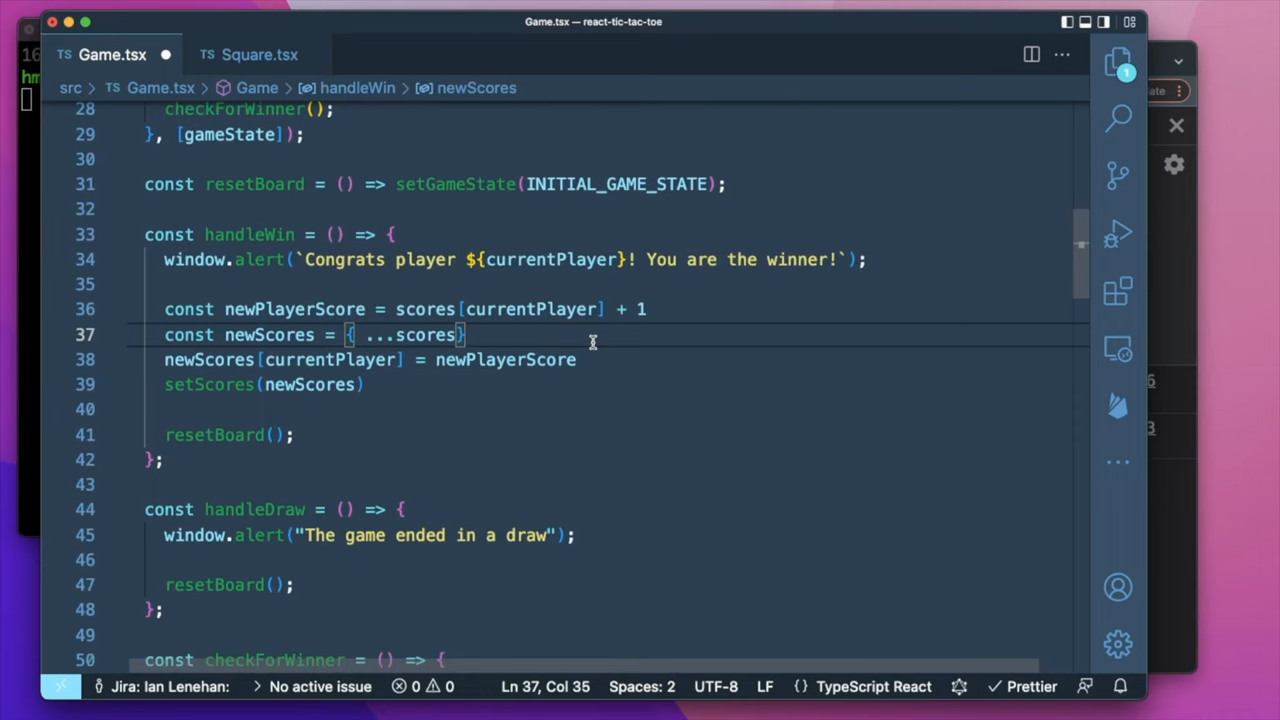 Game.tsx — react-tic-tac-toe
TS Game.tsx TS Square.tsx
src > TS Game.tsx > Game > handleWin > newScores
28 checkForWinner();
29 }, [gameState]);
30
31 const resetBoard = () => setGameState(INITIAL_GAME_STATE);
32
33 const handleWin = () => {
34 window.alert(`Congrats player ${currentPlayer}! You are the winner!`);
35
36 const newPlayerScore = scores[currentPlayer] + 1
37 const newScores = { ...scores}
38 newScores[currentPlayer] = newPlayerScore
39 setScores(newScores)
40
41 resetBoard();
42 };
43
44 const handleDraw = () => {
45 window.alert("The game ended in a draw");
46
47 resetBoard();
48 };
49
50 const checkForWinner = () => {
1
16
hm
3
Jira: Ian Lenehan: > No active issue 0 0 Ln 37, Col 35 Spaces: 2 UTF-8 LF {} TypeScript React Prettier